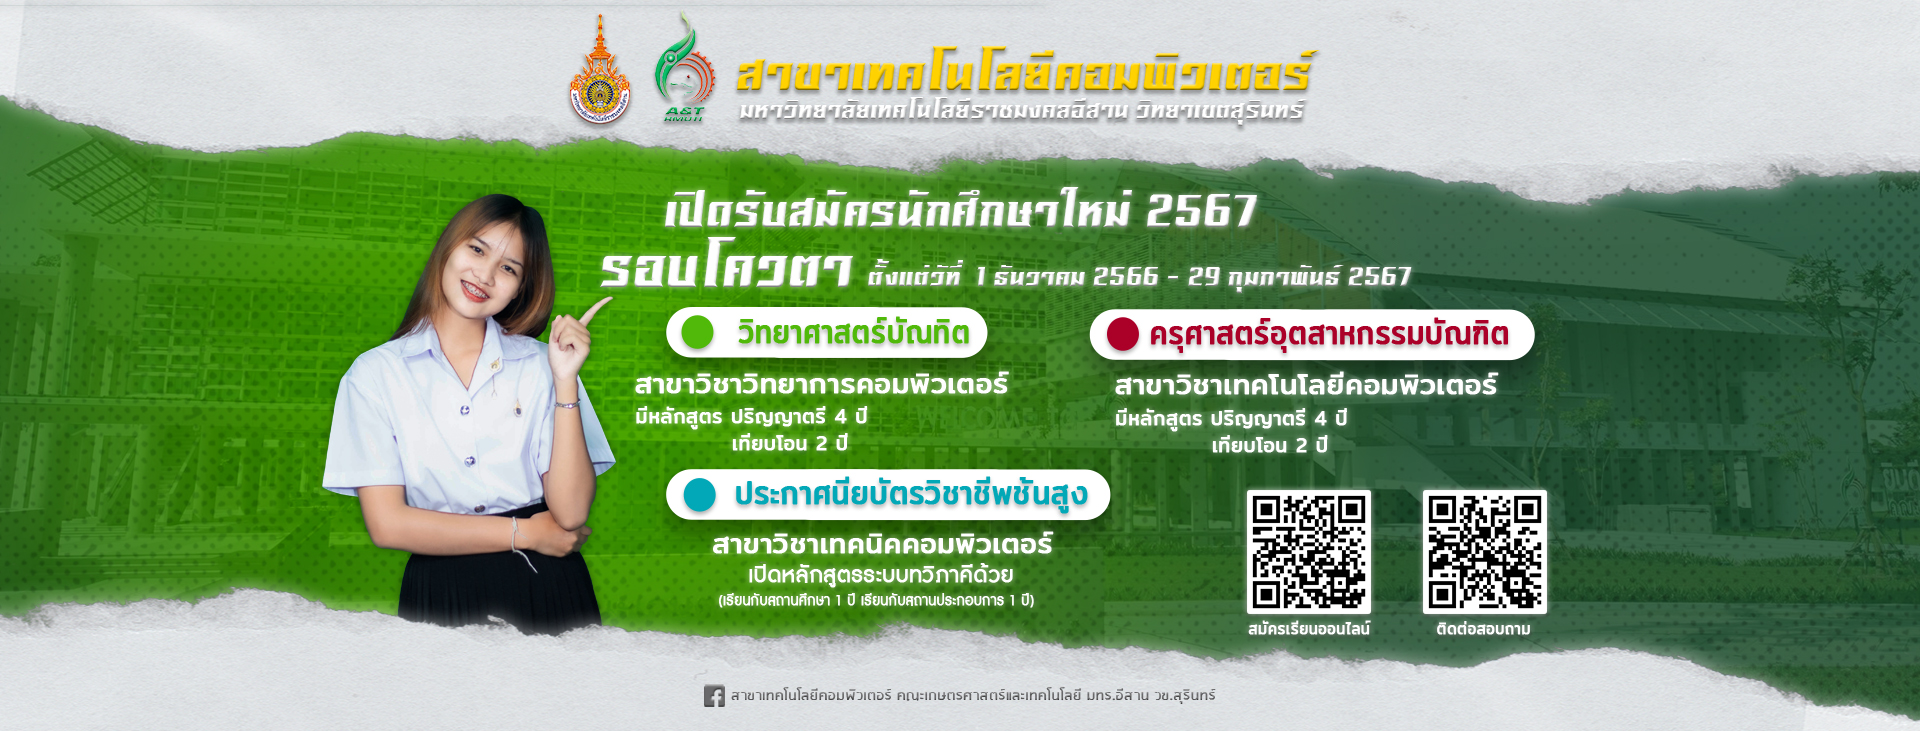 สาขาเทคโนโลยีคอมพิวเตอร์
มหาวิทยาลัยเทคโนโลยีราชมงคลอีสาน วิทยาเขตสุรินทร์
A&T
RMUTI
เปิดรับสมัครนักศึกษาใหม่ 2567
รอบโควตา ตั้งแต่วัที่ 1 ธันวาคม 2566 - 29 กุมภาพันธ์ 2567
วิทยาศาสตร์บัณฑิต
สาขาวิชาวิทยาการคอมพิวเตอร์
มีหลักสูตร ปริญญาตรี 4 ปี
เทียบโอน 2 ปี
ครุศาสตร์อุตสาหกรรมบัณฑิต
สาขาวิชาเทคโนโลยีคอมพิวเตอร์
มีหลักสูตร ปริญญาตรี 4 ปี
เทียบโอน 2 ปี
ประกาศนียบัตรวิชาชีพชั้นสูง
สาขาวิชาเทคนิคคอมพิวเตอร์
เปิดหลักสูตรระบบทวิภาคีด้วย
(เรียนกับสถานศึกษา 1 ปี เรียนกับสถานประกอบการ 1 ปี)
สมัครเรียนออนไลน์
ติดต่อสอบถาม
สาขาเทคโนโลยีคอมพิวเตอร์ คณะเกษตรศาสตร์และเทคโนโลยี มทร.อีสาน วข.สุรินทร์